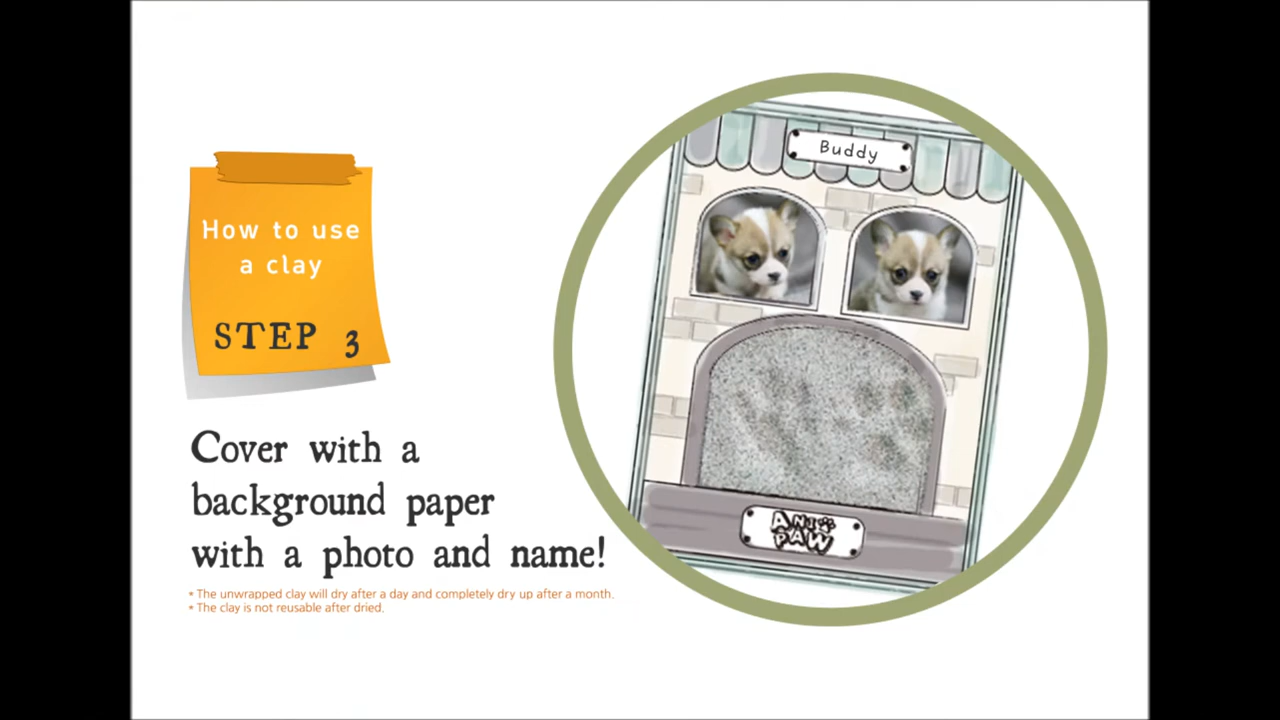 How to use
a clay
STEP 3
Cover with a
background paper
with a photo and name!
* The unwrapped clay will dry after a day and completely dry up after a month.
* The clay is not reusable after dried.
Buddy
ANI
PAW